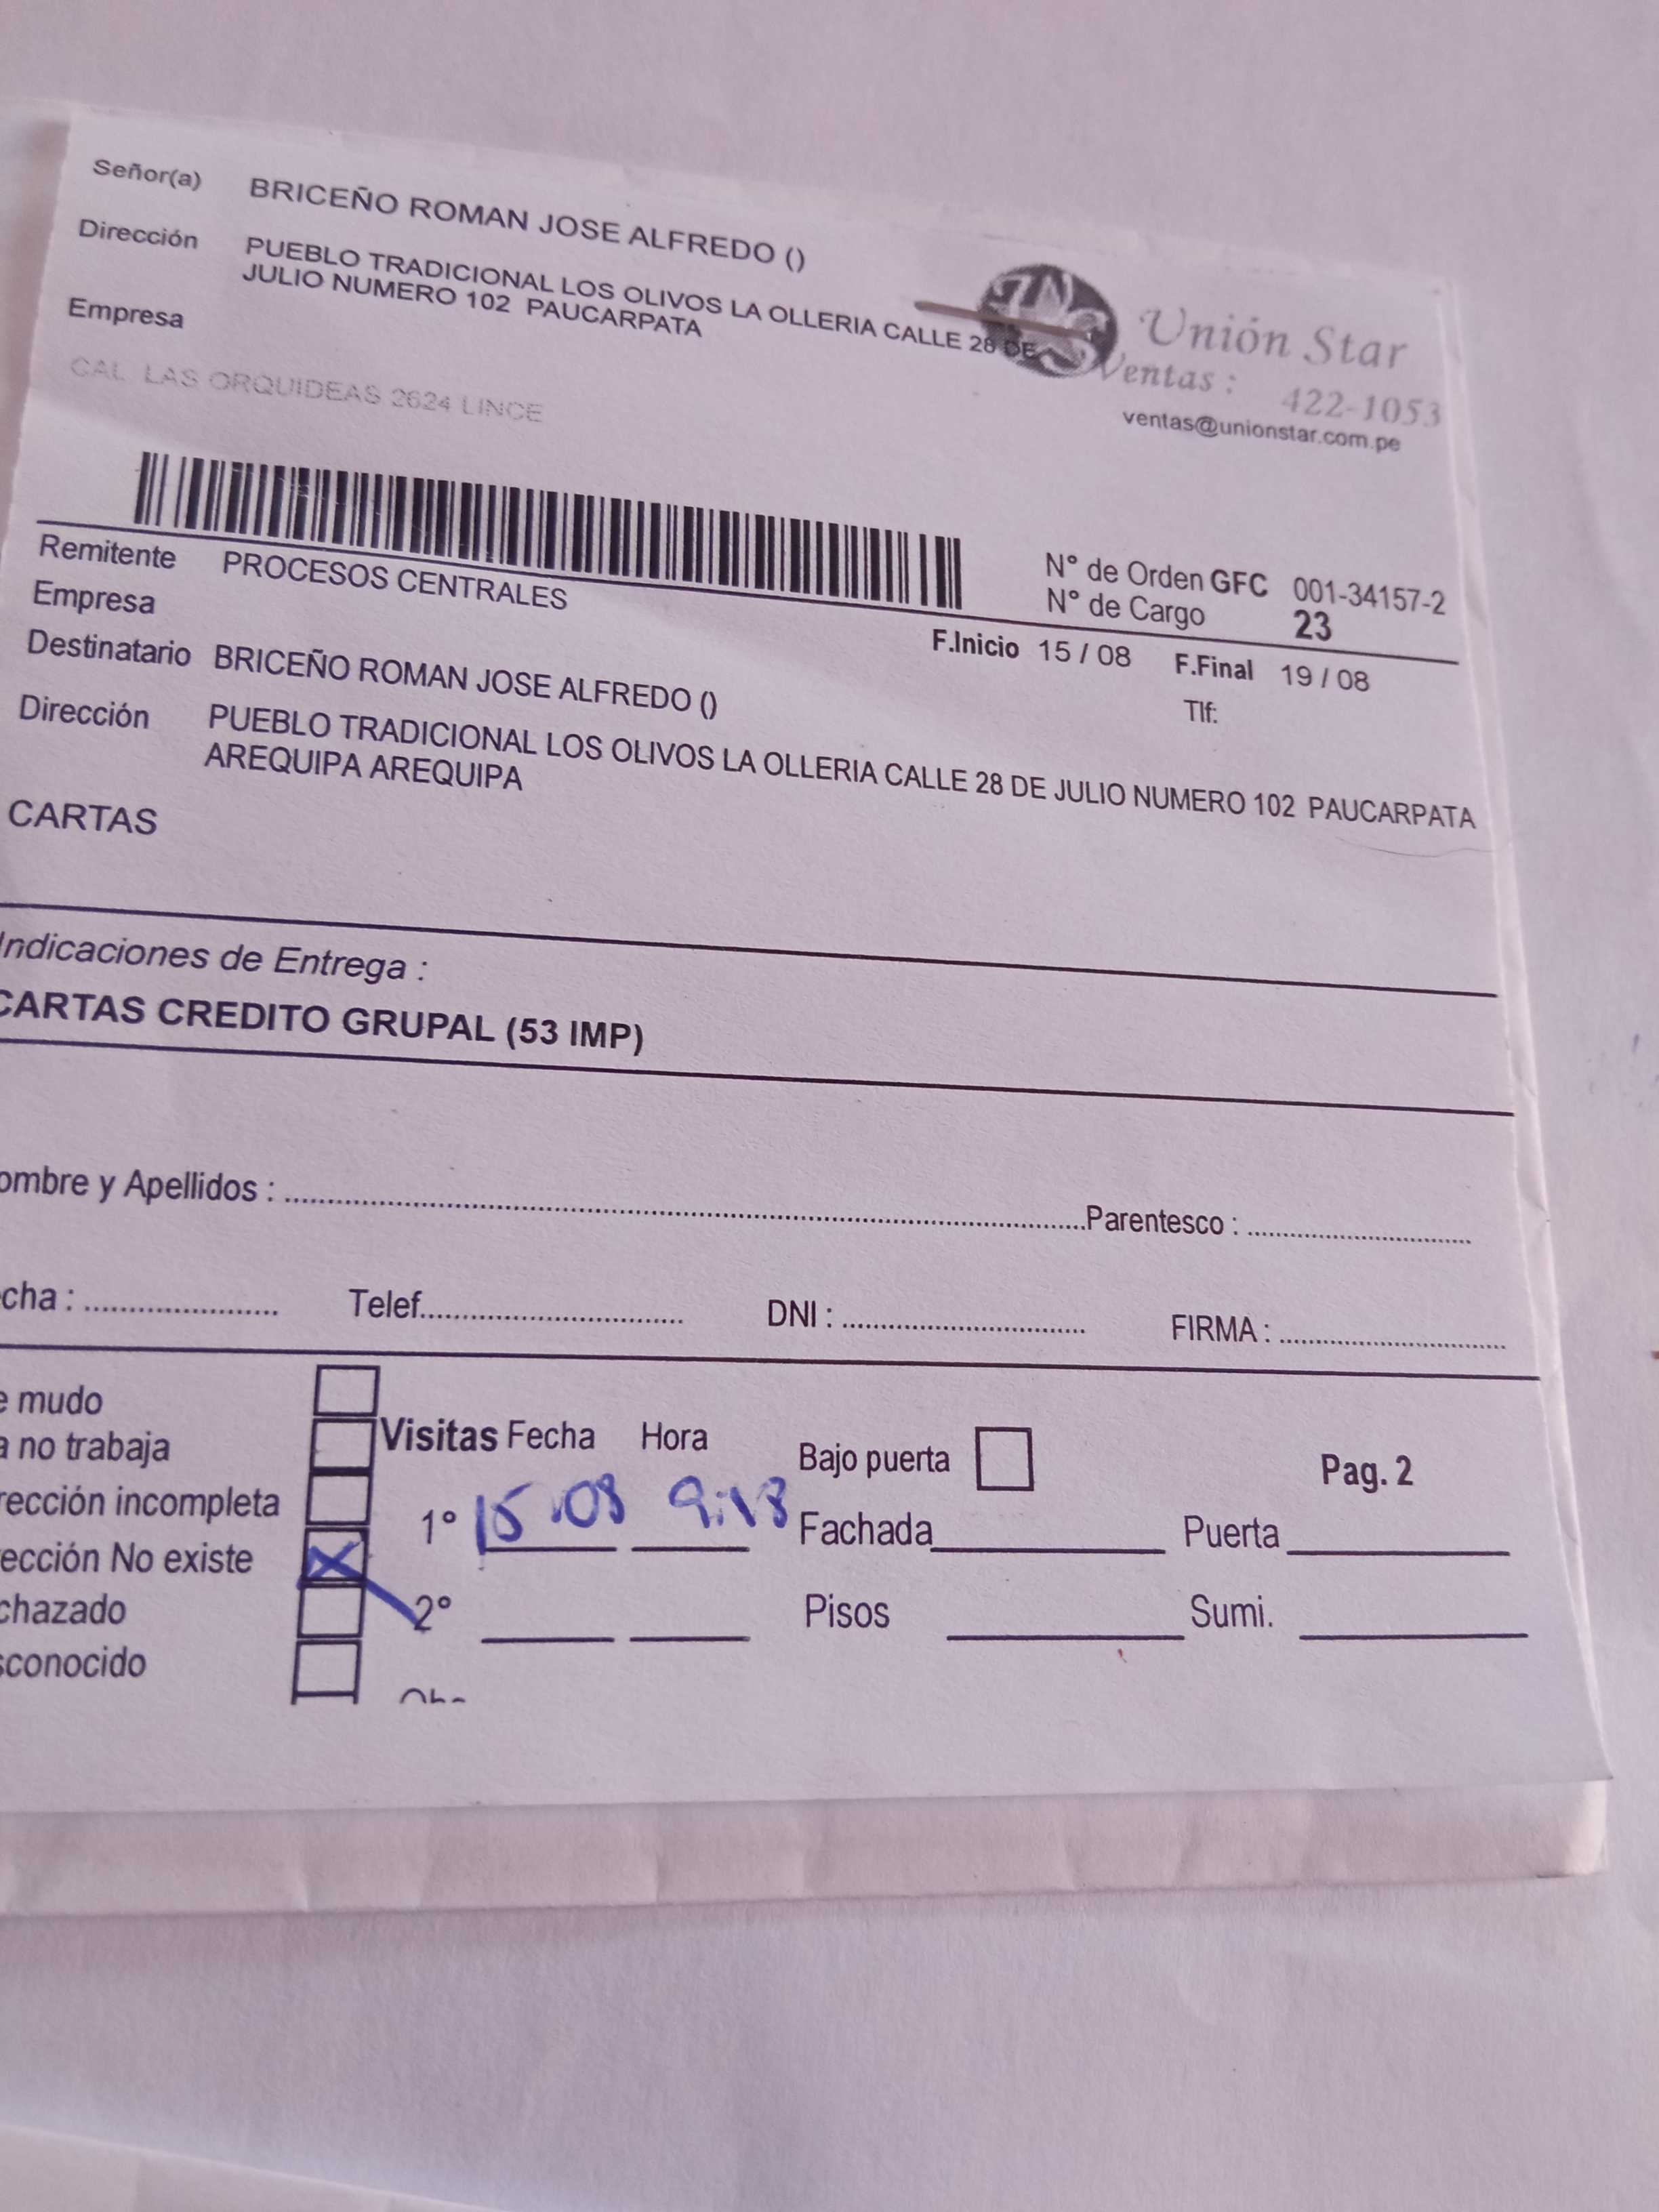 Señor(a) BRICEÑO ROMAN JOSE ALFREDO ()
Dirección PUEBLO TRADICIONAL LOS OLIVOS LA OLLERIA CALLE 28 DE
JULIO NUMERO 102 PAUCARPATA
Empresa
CAL LAS ORQUIDEAS 2624 LINCE
Unión Star
Ventas : 422-1053
ventas@unionstar.com.pe
N° de Orden GFC 001-34157-2
N° de Cargo 23
Remitente PROCESOS CENTRALES
Empresa
F.Inicio 15 / 08 F.Final 19 / 08
Destinatario BRICEÑO ROMAN JOSE ALFREDO ()
Tlf:
Dirección PUEBLO TRADICIONAL LOS OLIVOS LA OLLERIA CALLE 28 DE JULIO NUMERO 102 PAUCARPATA
AREQUIPA AREQUIPA
CARTAS
Indicaciones de Entrega :
CARTAS CREDITO GRUPAL (53 IMP)
ombre y Apellidos : Parentesco :
cha : Telef. DNI : FIRMA :
e mudo
a no trabaja
rección incompleta
ección No existe
chazado
sconocido
Visitas Fecha Hora
1° 15.08 9:18
2°
Bajo puerta
Pag. 2
Fachada Puerta
Pisos Sumi.